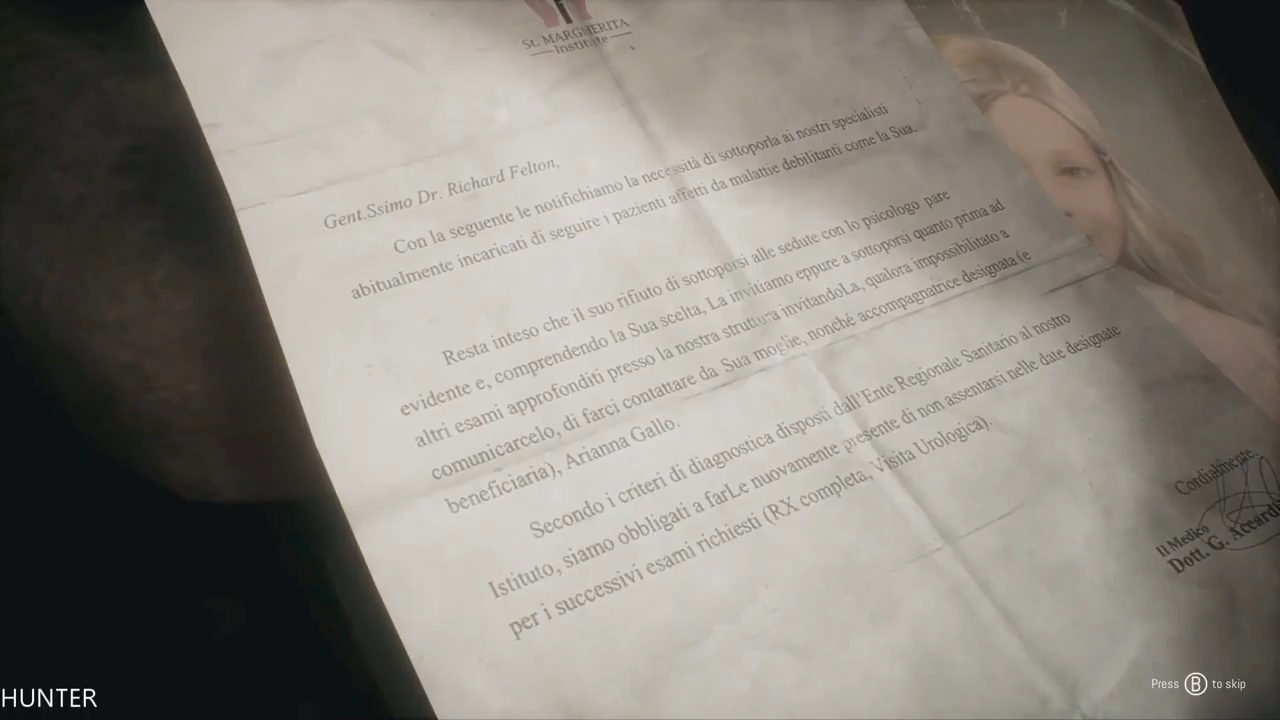 St. MARGHERITA
Institute
Gent.Ssimo Dr. Richard Felton,
Con la seguente le notifichiamo la necessità di sottoporla ai nostri specialisti
abitualmente incaricati di seguire i pazienti affetti da malattie debilitanti come la Sua.
Resta inteso che il suo rifiuto di sottoporsi alle sedute con lo psicologo pare
evidente e, comprendendo la Sua scelta, La invitiamo eppure a sottoporsi quanto prima ad
altri esami approfonditi presso la nostra struttura invitandoLa, qualora impossibilitato a
comunicarcelo, di farci contattare da Sua moglie, nonché accompagnatrice designata (e
beneficiaria), Arianna Gallo.
Secondo i criteri di diagnostica disposti dall'Ente Regionale Sanitario al nostro
Istituto, siamo obbligati a farLe nuovamente presente di non assentarsi nelle date designate
per i successivi esami richiesti (RX completa, Visita Urologica).
Cordialmente,
Il Medico
Dott. G. Accardi
HUNTER
Press B to skip